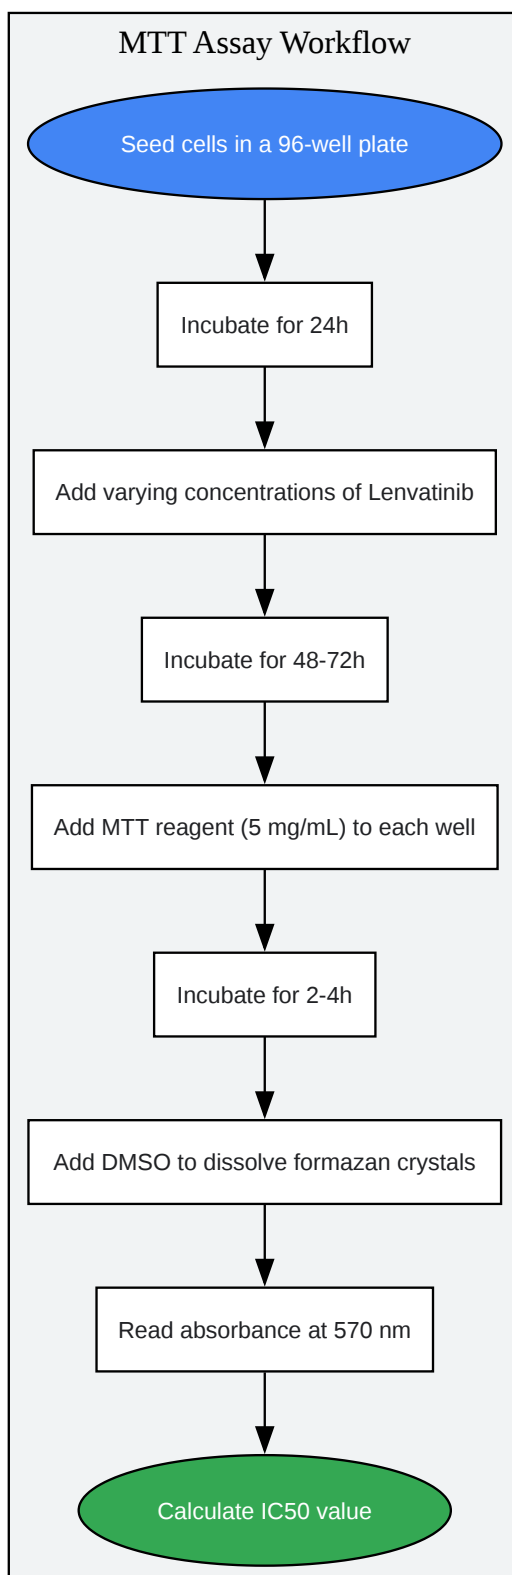 MTT Assay Workflow
Seed cells in a 96-well plate
Incubate for 24h
Add varying concentrations of Lenvatinib
Incubate for 48-72h
Add MTT reagent (5 mg/mL) to each well
Incubate for 2-4h
Add DMSO to dissolve formazan crystals
Read absorbance at 570 nm
Calculate IC50 value